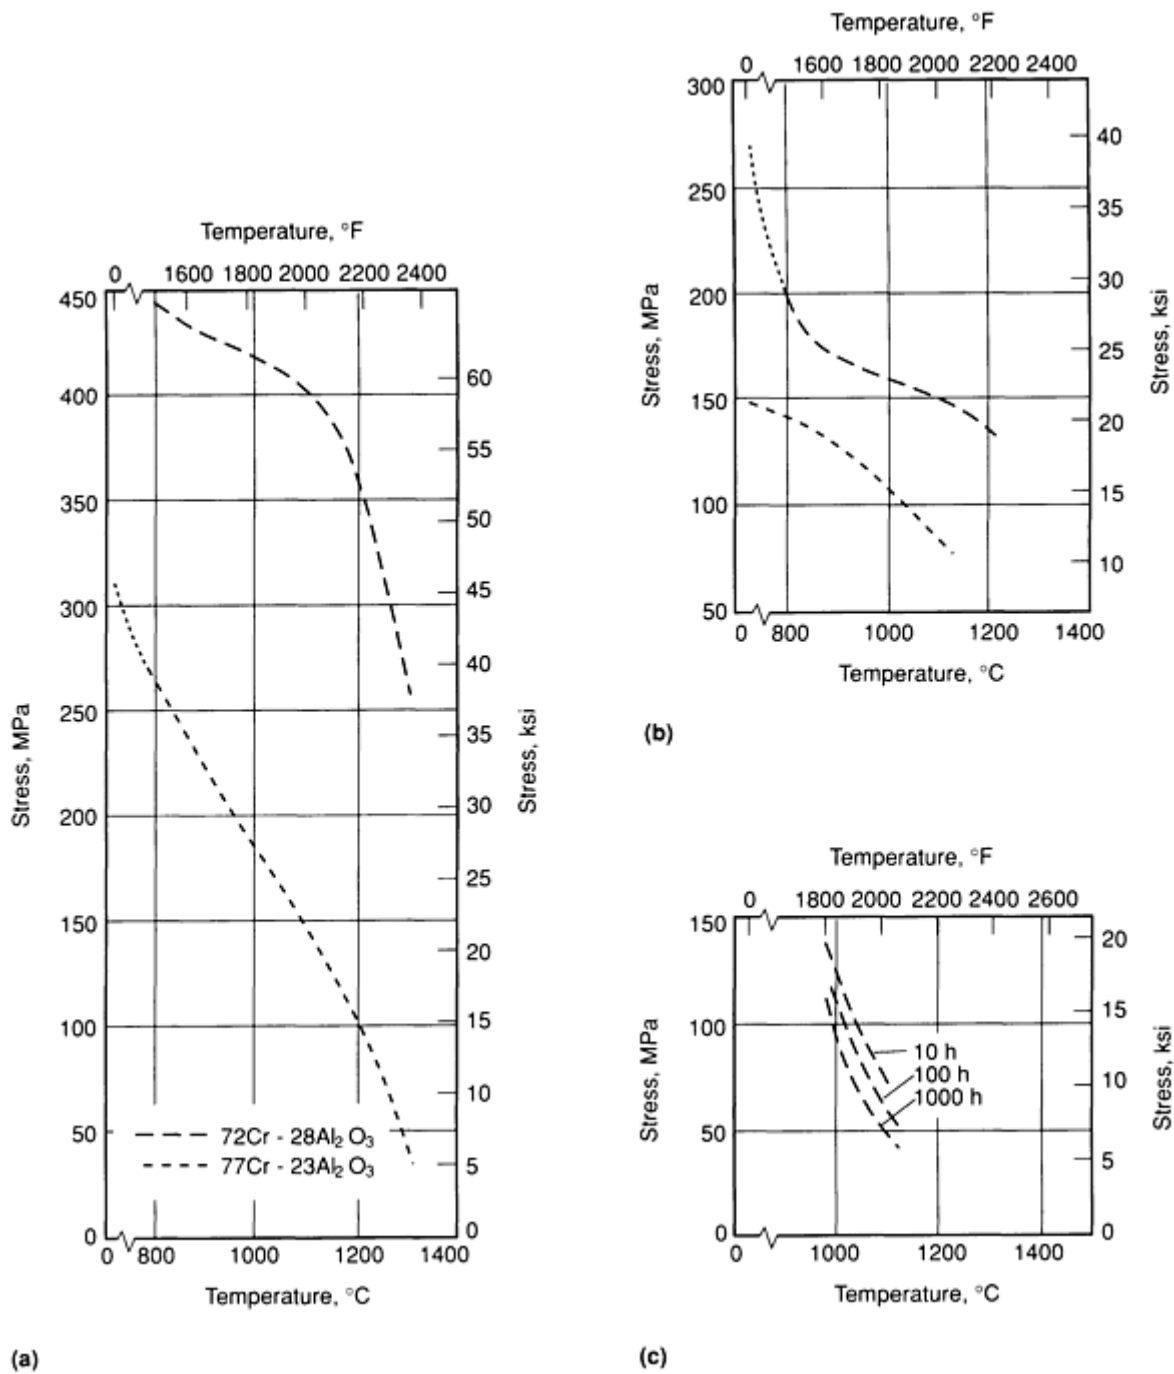 Temperature, °F
0 1600 1800 2000 2200 2400
450
400
350
300
250
200
150
100
50
0
Stress, MPa
60
55
50
45
40
35
30
25
20
15
10
5
0
Stress, ksi
72Cr - 28Al₂O₃
77Cr - 23Al₂O₃
0 800 1000 1200 1400
Temperature, °C
(a)
Temperature, °F
0 1600 1800 2000 2200 2400
300
250
200
150
100
50
Stress, MPa
40
35
30
25
20
15
10
Stress, ksi
0 800 1000 1200 1400
Temperature, °C
(b)
Temperature, °F
0 1800 2000 2200 2400 2600
150
100
50
0
Stress, MPa
20
15
10
5
0
Stress, ksi
10 h
100 h
1000 h
0 1000 1200 1400
Temperature, °C
(c)